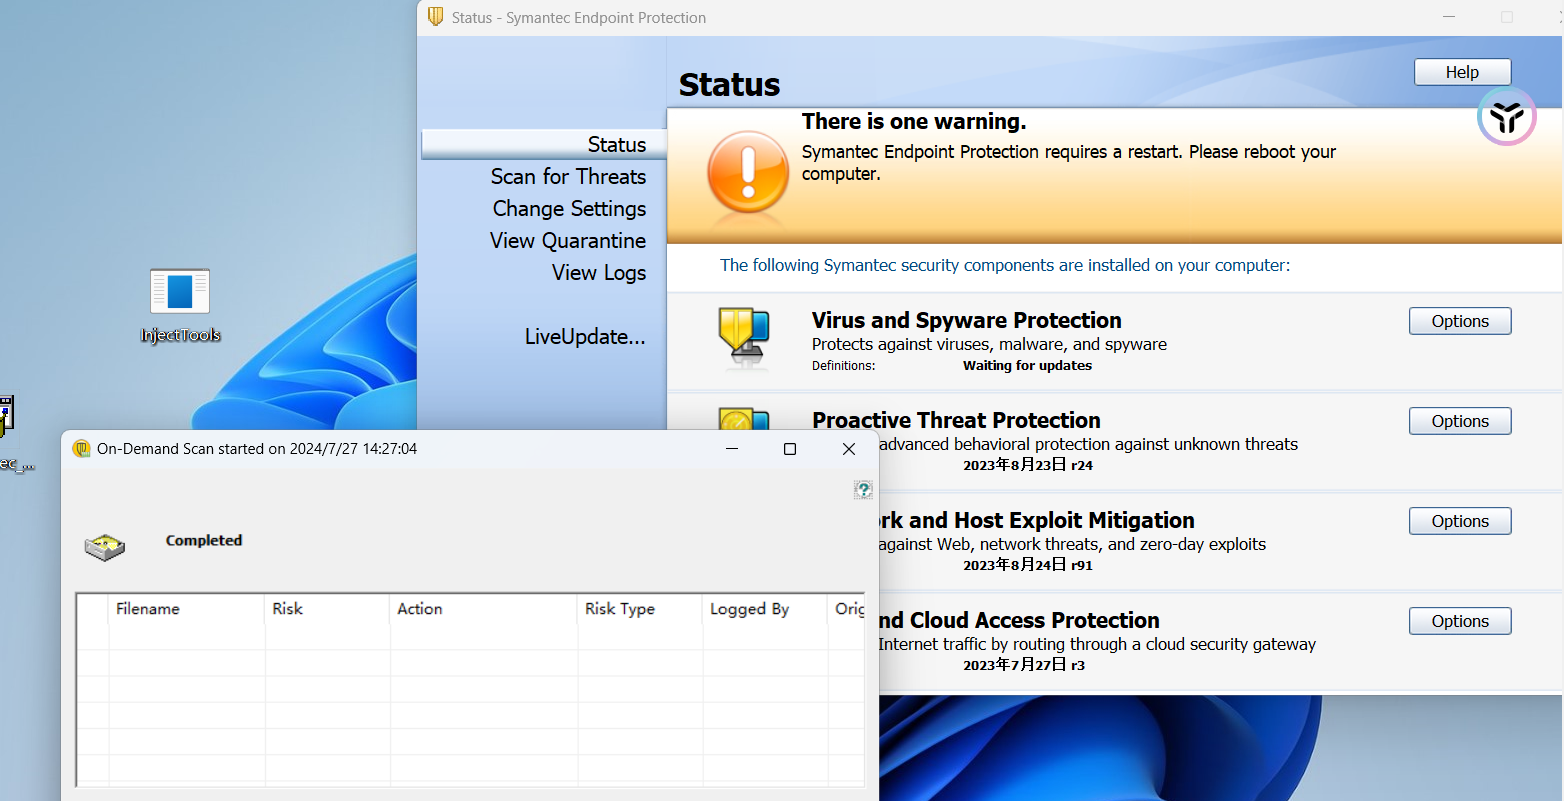 Status - Symantec Endpoint Protection
Status
Help
There is one warning.
Symantec Endpoint Protection requires a restart. Please reboot your
computer.
Status
Scan for Threats
Change Settings
View Quarantine
View Logs
LiveUpdate...
The following Symantec security components are installed on your computer:
Virus and Spyware Protection
Protects against viruses, malware, and spyware
Definitions: Waiting for updates
Options
Proactive Threat Protection
advanced behavioral protection against unknown threats
2023年8月23日 r24
Options
rk and Host Exploit Mitigation
against Web, network threats, and zero-day exploits
2023年8月24日 r91
Options
nd Cloud Access Protection
Internet traffic by routing through a cloud security gateway
2023年7月27日 r3
Options
InjectTools
ec_...
On-Demand Scan started on 2024/7/27 14:27:04
Completed
Filename Risk Action Risk Type Logged By Orig